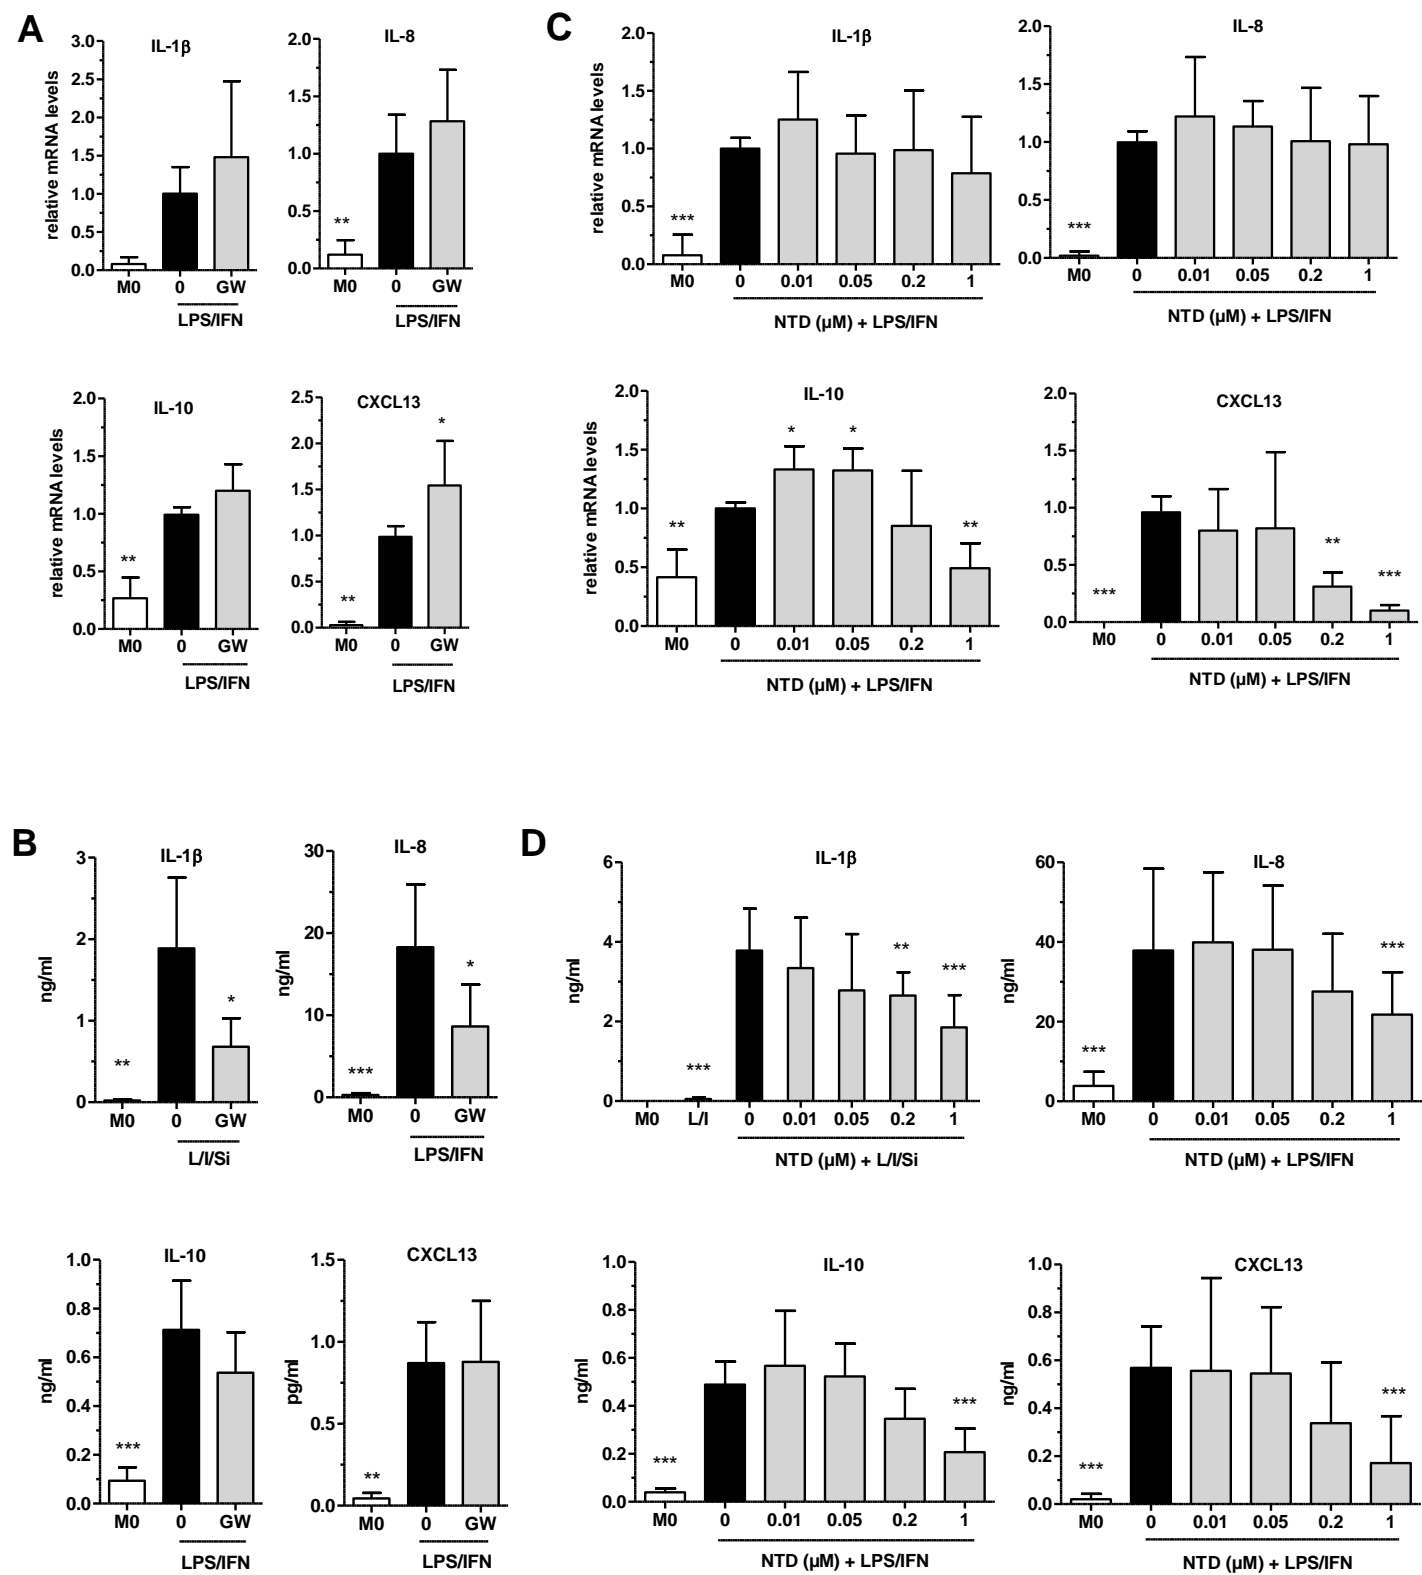 A
IL-1β
relative mRNA levels
3.0
2.5
2.0
1.5
1.0
0.5
0.0
M0 0 GW
LPS/IFN
IL-8
2.0
1.5
1.0
0.5
0.0
**
M0 0 GW
LPS/IFN
IL-10
relative mRNA levels
2.0
1.5
1.0
0.5
0.0
**
M0 0 GW
LPS/IFN
CXCL13
2.5
2.0
1.5
1.0
0.5
0.0
** *
M0 0 GW
LPS/IFN
C
IL-1β
relative mRNA levels
2.0
1.5
1.0
0.5
0.0
***
M0 0 0.01 0.05 0.2 1
NTD (µM) + LPS/IFN
IL-8
2.0
1.5
1.0
0.5
0.0
***
M0 0 0.01 0.05 0.2 1
NTD (µM) + LPS/IFN
IL-10
relative mRNA levels
2.0
1.5
1.0
0.5
0.0
** * * **
M0 0 0.01 0.05 0.2 1
NTD (µM) + LPS/IFN
CXCL13
2.0
1.5
1.0
0.5
0.0
*** ** ***
M0 0 0.01 0.05 0.2 1
NTD (µM) + LPS/IFN
B
IL-1β
ng/ml
3
2
1
0
** *
M0 0 GW
L/I/Si
IL-8
ng/ml
30
20
10
0
*** *
M0 0 GW
LPS/IFN
IL-10
ng/ml
1.0
0.8
0.6
0.4
0.2
0.0
***
M0 0 GW
LPS/IFN
CXCL13
pg/ml
1.5
1.0
0.5
0.0
**
M0 0 GW
LPS/IFN
D
IL-1β
ng/ml
6
4
2
0
*** ** ***
M0 L/I 0 0.01 0.05 0.2 1
NTD (µM) + L/I/Si
IL-8
ng/ml
60
40
20
0
*** ***
M0 0 0.01 0.05 0.2 1
NTD (µM) + LPS/IFN
IL-10
ng/ml
1.0
0.8
0.6
0.4
0.2
0.0
*** ***
M0 0 0.01 0.05 0.2 1
NTD (µM) + LPS/IFN
CXCL13
ng/ml
1.0
0.8
0.6
0.4
0.2
0.0
*** ***
M0 0 0.01 0.05 0.2 1
NTD (µM) + LPS/IFN